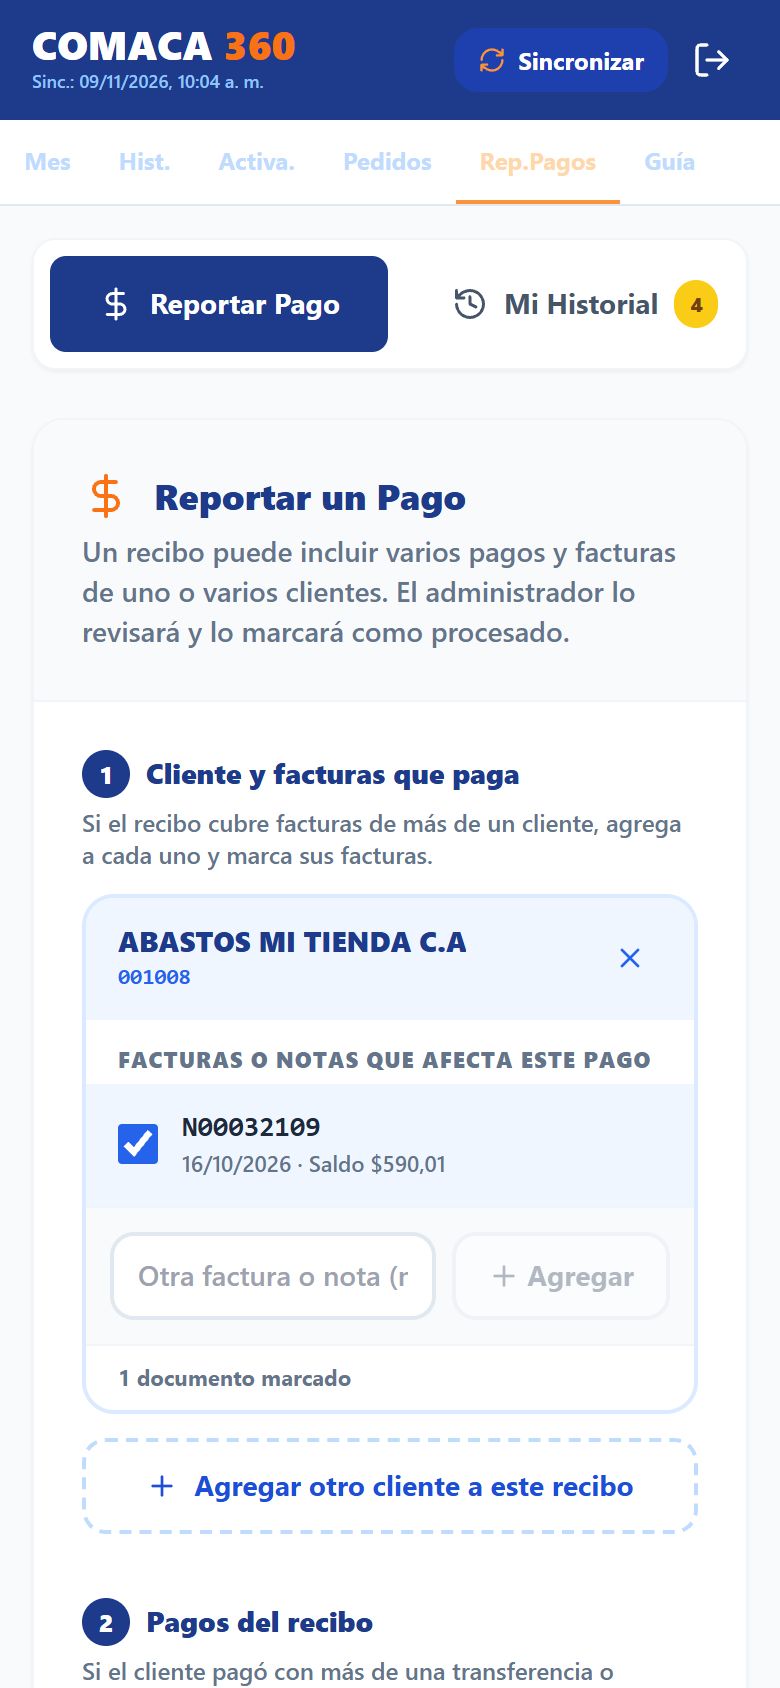 COMACA 360
Sinc.: 09/11/2026, 10:04 a. m.
Sincronizar
Mes Hist. Activa. Pedidos Rep.Pagos Guía
Reportar Pago
Mi Historial 4
Reportar un Pago
Un recibo puede incluir varios pagos y facturas
de uno o varios clientes. El administrador lo
revisará y lo marcará como procesado.
1 Cliente y facturas que paga
Si el recibo cubre facturas de más de un cliente, agrega
a cada uno y marca sus facturas.
ABASTOS MI TIENDA C.A
001008
FACTURAS O NOTAS QUE AFECTA ESTE PAGO
N00032109
16/10/2026 · Saldo $590,01
Otra factura o nota (r
+ Agregar
1 documento marcado
+ Agregar otro cliente a este recibo
2 Pagos del recibo
Si el cliente pagó con más de una transferencia o